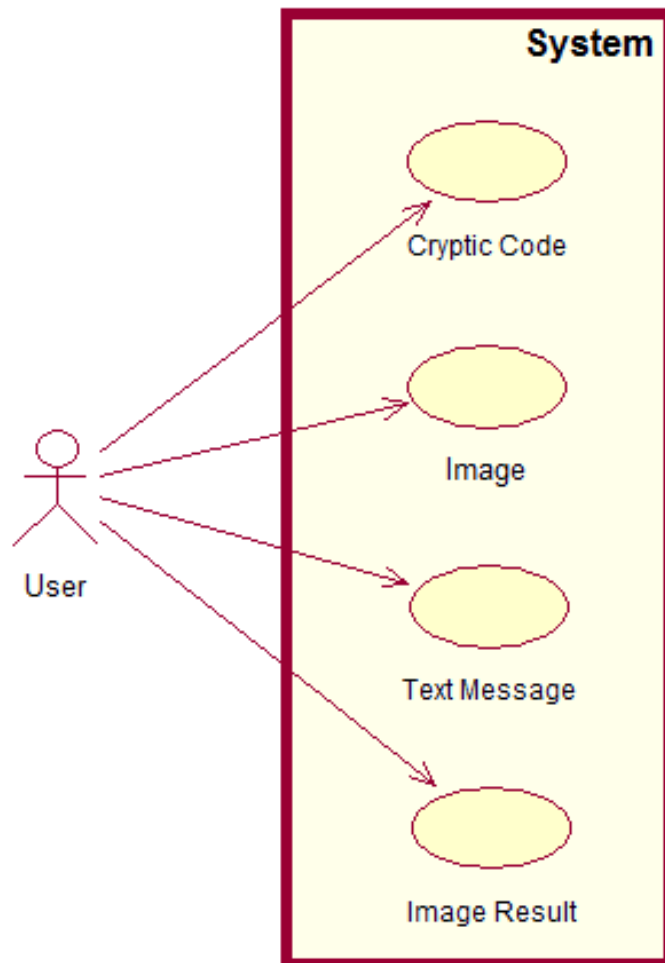 System
Cryptic Code
Image
User
Text Message
Image Result